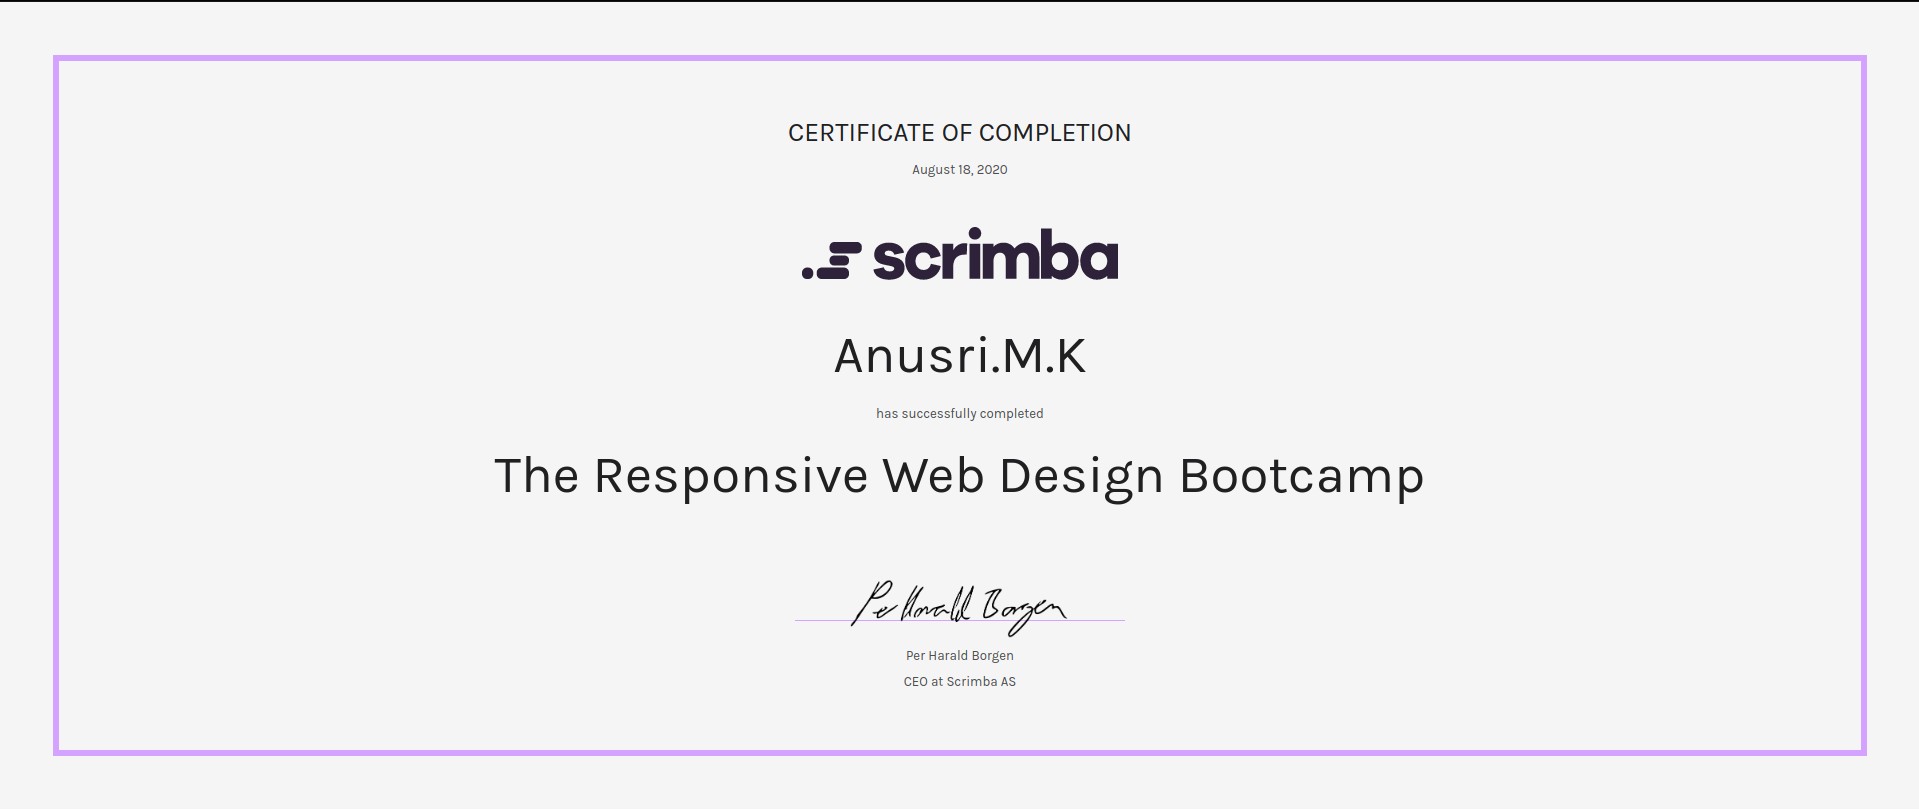 CERTIFICATE OF COMPLETION
August 18, 2020
scrimba
Anusri.M.K
has successfully completed
The Responsive Web Design Bootcamp
Per Harald Borgen
Per Harald Borgen
CEO at Scrimba AS